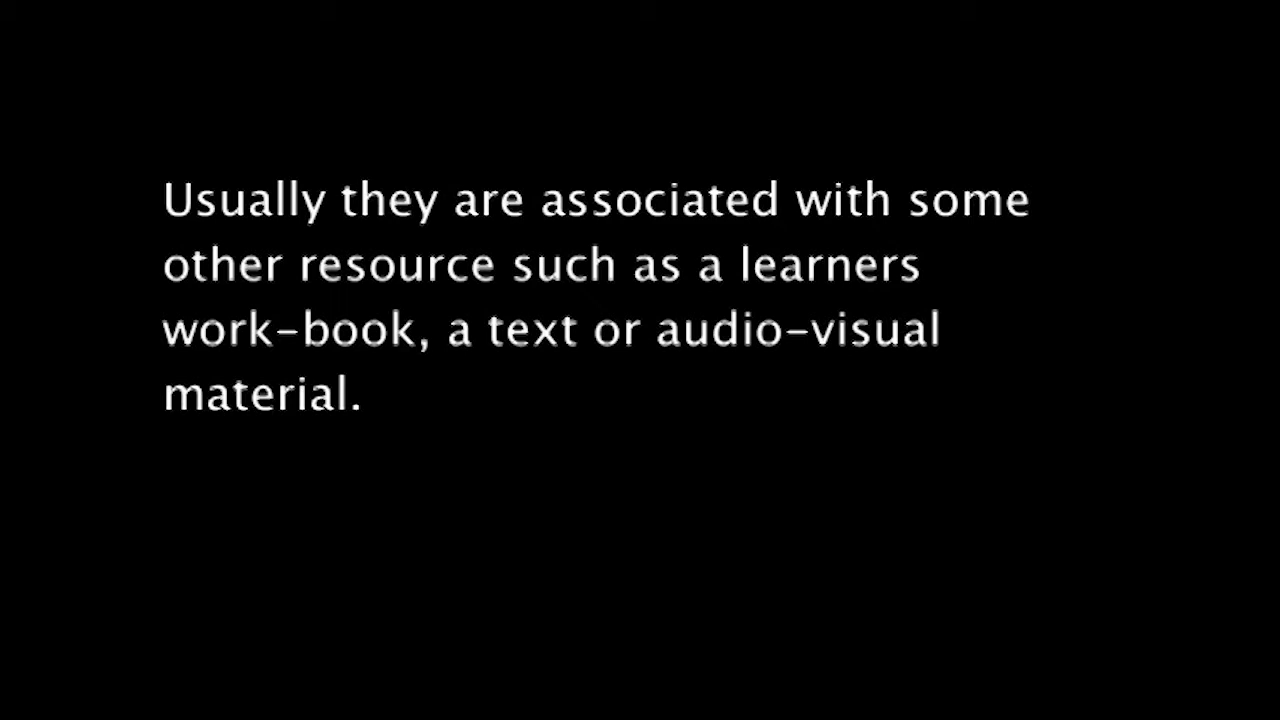 Usually they are associated with some
other resource such as a learners
work-book, a text or audio-visual
material.